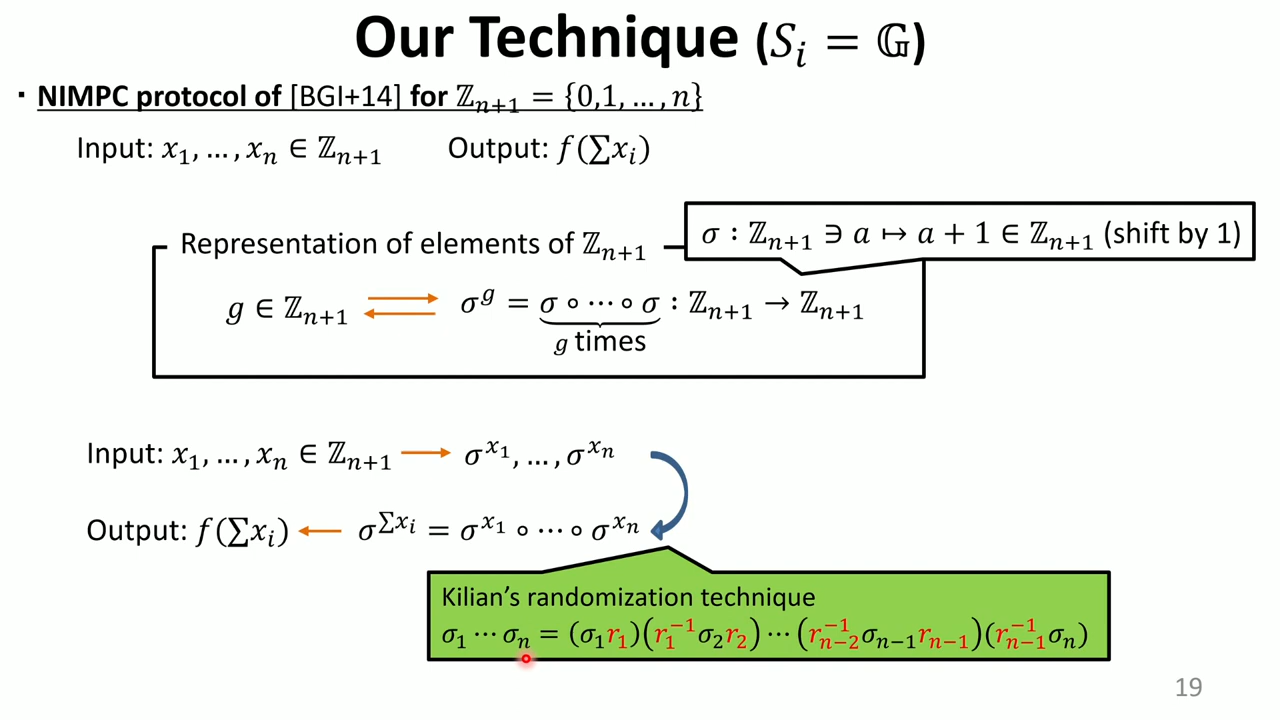 Our Technique (𝑆ᵢ = 𝔾)
・NIMPC protocol of [BGI+14] for ℤₙ₊₁ = {0,1, … , 𝑛}
Input: 𝑥₁, … , 𝑥ₙ ∈ ℤₙ₊₁ Output: 𝑓(∑𝑥ᵢ)
𝜎 : ℤₙ₊₁ ∋ 𝑎 ↦ 𝑎 + 1 ∈ ℤₙ₊₁ (shift by 1)
Representation of elements of ℤₙ₊₁
𝑔 ∈ ℤₙ₊₁ ⇄ 𝜎^𝑔 = 𝜎 ∘ ⋯ ∘ 𝜎 : ℤₙ₊₁ → ℤₙ₊₁
𝑔 times
Input: 𝑥₁, … , 𝑥ₙ ∈ ℤₙ₊₁ → 𝜎^{𝑥₁}, … , 𝜎^{𝑥ₙ}
Output: 𝑓(∑𝑥ᵢ) ← 𝜎^{∑𝑥ᵢ} = 𝜎^{𝑥₁} ∘ ⋯ ∘ 𝜎^{𝑥ₙ}
Kilian's randomization technique
𝜎₁ ⋯ 𝜎ₙ = (𝜎₁𝑟₁)(𝑟₁⁻¹𝜎₂𝑟₂) ⋯ (𝑟ₙ₋₂⁻¹𝜎ₙ₋₁𝑟ₙ₋₁)(𝑟ₙ₋₁⁻¹𝜎ₙ)
19